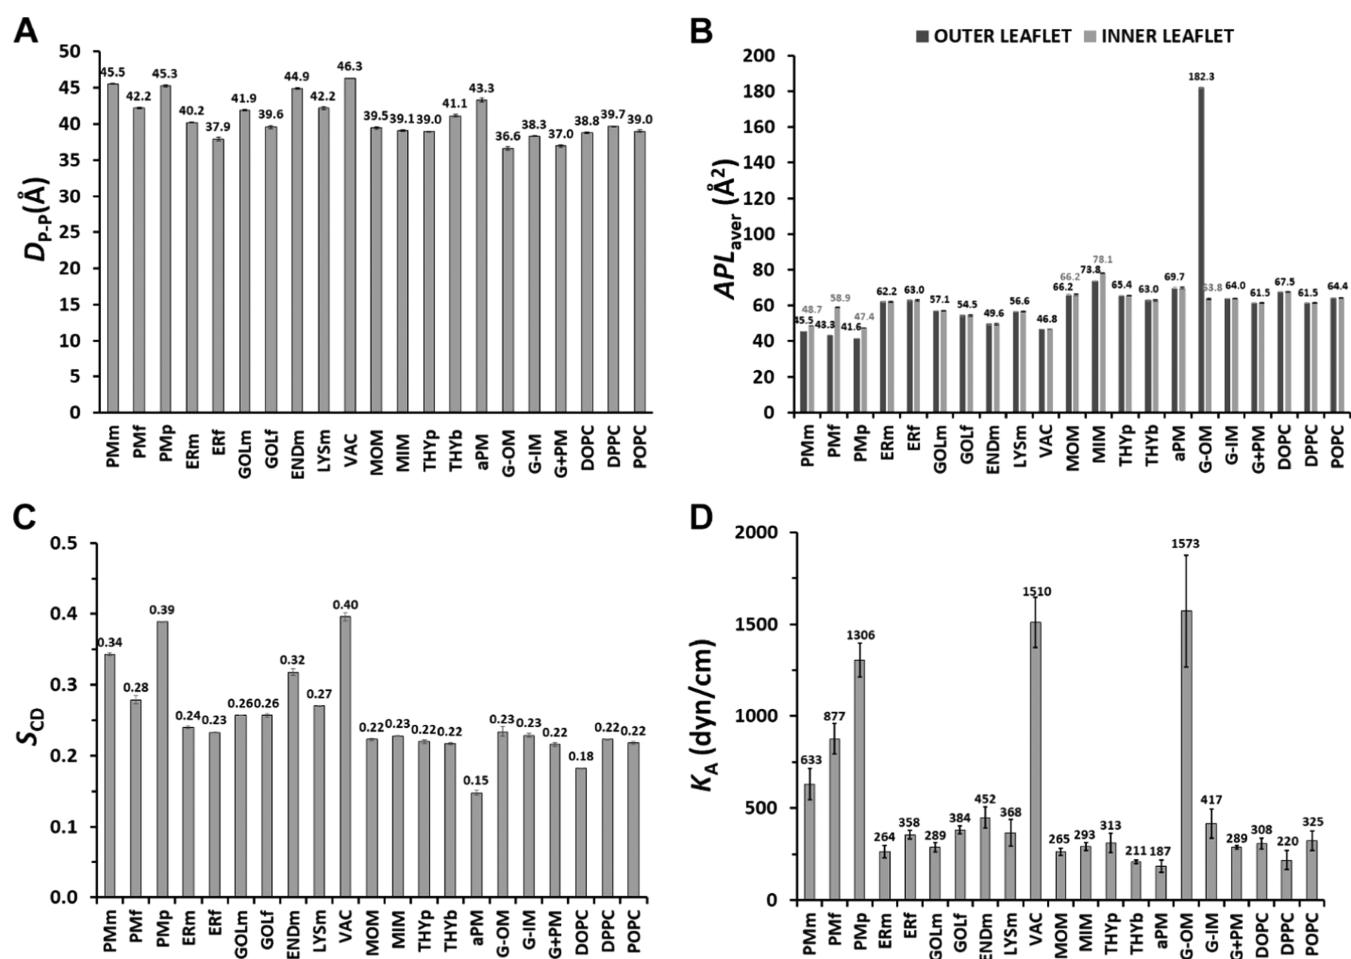 A
50
45
40
35
30
25
20
15
10
5
0
D P-P (Å)
45.5 42.2 45.3 40.2 37.9 41.9 39.6 44.9 42.2 46.3 39.5 39.1 39.0 41.1 43.3 36.6 38.3 37.0 38.8 39.7 39.0
PMm PMf PMp ERm ERf GOLm GOLf ENDm LYSm VAC MOM MIM THYp THYb aPM G-OM G-IM G+PM DOPC DPPC POPC
B
OUTER LEAFLET INNER LEAFLET
200
180
160
140
120
100
80
60
40
20
0
APLaver (Å2)
45.5 48.7 43.3 58.9 41.6 47.4 62.2 63.0 57.1 54.5 49.6 56.6 46.8 66.2 66.2 73.8 78.1 65.4 63.0 69.7 182.3 63.8 64.0 61.5 67.5 61.5 64.4
PMm PMf PMp ERm ERf GOLm GOLf ENDm LYSm VAC MOM MIM THYp THYb aPM G-OM G-IM G+PM DOPC DPPC POPC
C
0.5
0.4
0.3
0.2
0.1
0.0
SCD
0.34 0.28 0.39 0.24 0.23 0.26 0.26 0.32 0.27 0.40 0.22 0.23 0.22 0.22 0.15 0.23 0.23 0.22 0.18 0.22 0.22
PMm PMf PMp ERm ERf GOLm GOLf ENDm LYSm VAC MOM MIM THYp THYb aPM G-OM G-IM G+PM DOPC DPPC POPC
D
2000
1500
1000
500
0
KA (dyn/cm)
633 877 1306 264 358 289 384 452 368 1510 265 293 313 211 187 1573 417 289 308 220 325
PMm PMf PMp ERm ERf GOLm GOLf ENDm LYSm VAC MOM MIM THYp THYb aPM G-OM G-IM G+PM DOPC DPPC POPC